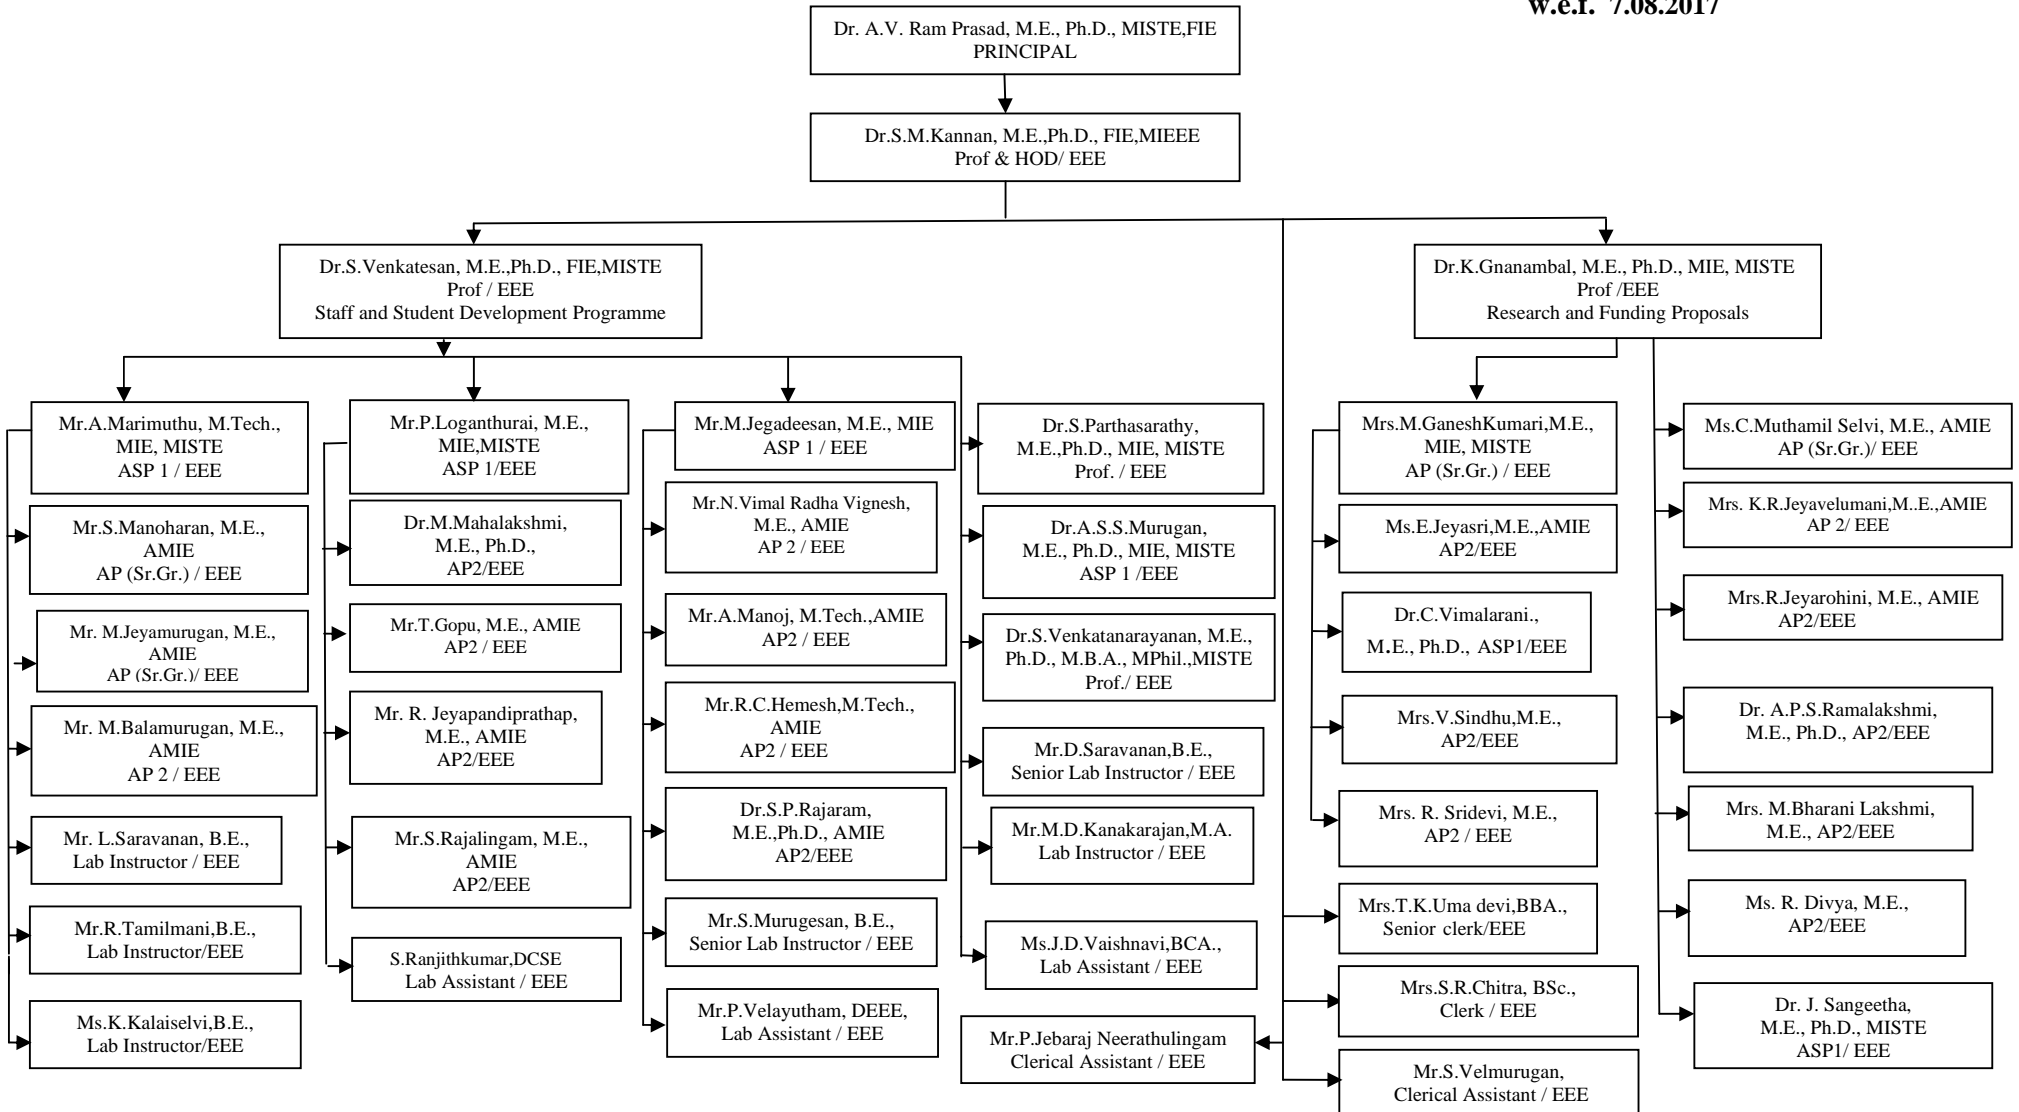 w.e.f. 7.08.2017
Dr. A.V. Ram Prasad, M.E., Ph.D., MISTE,FIE
PRINCIPAL
Dr.S.M.Kannan, M.E.,Ph.D., FIE,MIEEE
Prof & HOD/ EEE
Dr.S.Venkatesan, M.E.,Ph.D., FIE,MISTE
Prof / EEE
Staff and Student Development Programme
Dr.K.Gnanambal, M.E., Ph.D., MIE, MISTE
Prof /EEE
Research and Funding Proposals
Mr.A.Marimuthu, M.Tech.,
MIE, MISTE
ASP 1 / EEE
Mr.S.Manoharan, M.E.,
AMIE
AP (Sr.Gr.) / EEE
Mr. M.Jeyamurugan, M.E.,
AMIE
AP (Sr.Gr.)/ EEE
Mr. M.Balamurugan, M.E.,
AMIE
AP 2 / EEE
Mr. L.Saravanan, B.E.,
Lab Instructor / EEE
Mr.R.Tamilmani,B.E.,
Lab Instructor/EEE
Ms.K.Kalaiselvi,B.E.,
Lab Instructor/EEE
Mr.P.Loganthurai, M.E.,
MIE,MISTE
ASP 1/EEE
Dr.M.Mahalakshmi,
M.E., Ph.D.,
AP2/EEE
Mr.T.Gopu, M.E., AMIE
AP2 / EEE
Mr. R. Jeyapandiprathap,
M.E., AMIE
AP2/EEE
Mr.S.Rajalingam, M.E.,
AMIE
AP2/EEE
S.Ranjithkumar,DCSE
Lab Assistant / EEE
Mr.M.Jegadeesan, M.E., MIE
ASP 1 / EEE
Mr.N.Vimal Radha Vignesh,
M.E., AMIE
AP 2 / EEE
Mr.A.Manoj, M.Tech.,AMIE
AP2 / EEE
Mr.R.C.Hemesh,M.Tech.,
AMIE
AP2 / EEE
Dr.S.P.Rajaram,
M.E.,Ph.D., AMIE
AP2/EEE
Mr.S.Murugesan, B.E.,
Senior Lab Instructor / EEE
Mr.P.Velayutham, DEEE,
Lab Assistant / EEE
Dr.S.Parthasarathy,
M.E.,Ph.D., MIE, MISTE
Prof. / EEE
Dr.A.S.S.Murugan,
M.E., Ph.D., MIE, MISTE
ASP 1 /EEE
Dr.S.Venkatanarayanan, M.E.,
Ph.D., M.B.A., MPhil.,MISTE
Prof./ EEE
Mr.D.Saravanan,B.E.,
Senior Lab Instructor / EEE
Mr.M.D.Kanakarajan,M.A.
Lab Instructor / EEE
Ms.J.D.Vaishnavi,BCA.,
Lab Assistant / EEE
Mr.P.Jebaraj Neerathulingam
Clerical Assistant / EEE
Mrs.M.GaneshKumari,M.E.,
MIE, MISTE
AP (Sr.Gr.) / EEE
Ms.E.Jeyasri,M.E.,AMIE
AP2/EEE
Dr.C.Vimalarani.,
M.E., Ph.D., ASP1/EEE
Mrs.V.Sindhu,M.E.,
AP2/EEE
Mrs. R. Sridevi, M.E.,
AP2 / EEE
Mrs.T.K.Uma devi,BBA.,
Senior clerk/EEE
Mrs.S.R.Chitra, BSc.,
Clerk / EEE
Mr.S.Velmurugan,
Clerical Assistant / EEE
Ms.C.Muthamil Selvi, M.E., AMIE
AP (Sr.Gr.)/ EEE
Mrs. K.R.Jeyavelumani,M..E.,AMIE
AP 2/ EEE
Mrs.R.Jeyarohini, M.E., AMIE
AP2/EEE
Dr. A.P.S.Ramalakshmi,
M.E., Ph.D., AP2/EEE
Mrs. M.Bharani Lakshmi,
M.E., AP2/EEE
Ms. R. Divya, M.E.,
AP2/EEE
Dr. J. Sangeetha,
M.E., Ph.D., MISTE
ASP1/ EEE